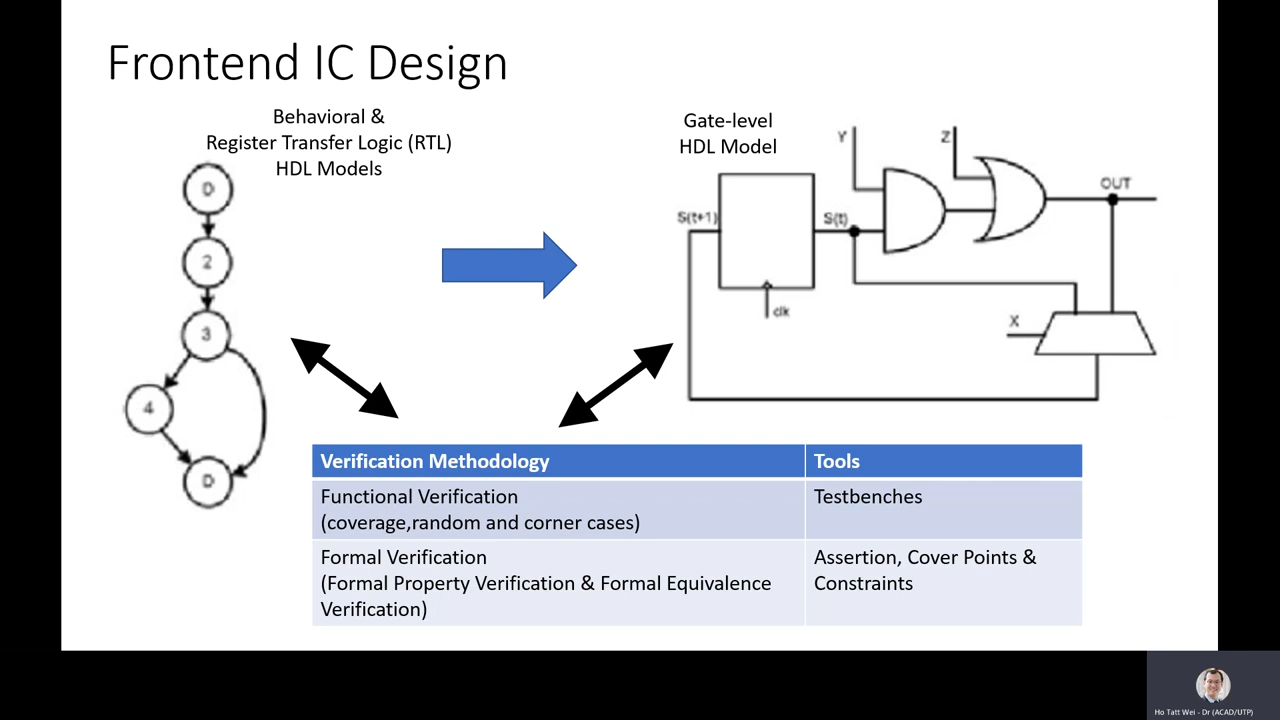 Frontend IC Design
Behavioral &
Register Transfer Logic (RTL)
HDL Models
D
2
3
4
D
Gate-level
HDL Model
Y
Z
OUT
S(t+1)
S(t)
clk
X
Verification Methodology
Tools
Functional Verification
(coverage,random and corner cases)
Testbenches
Formal Verification
(Formal Property Verification & Formal Equivalence
Verification)
Assertion, Cover Points &
Constraints
Ho Tatt Wei - Dr (ACAD/UTP)